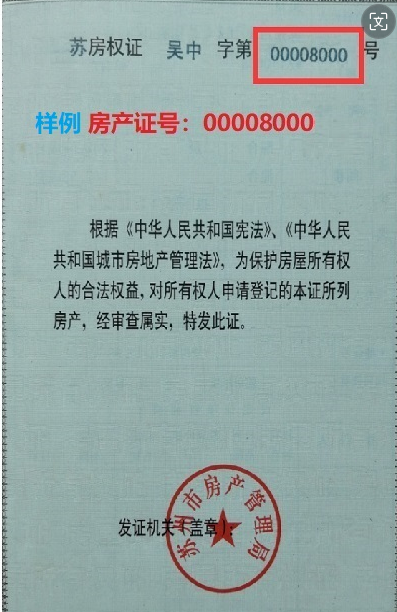 苏房权证 吴中 字第 00008000 号
样例 房产证号：00008000
根据《中华人民共和国宪法》、《中华人民
共和国城市房地产管理法》，为保护房屋所有权
人的合法权益，对所有权人申请登记的本证所列
房产，经审查属实，特发此证。
发证机关（盖章）：
苏州市房产管理局